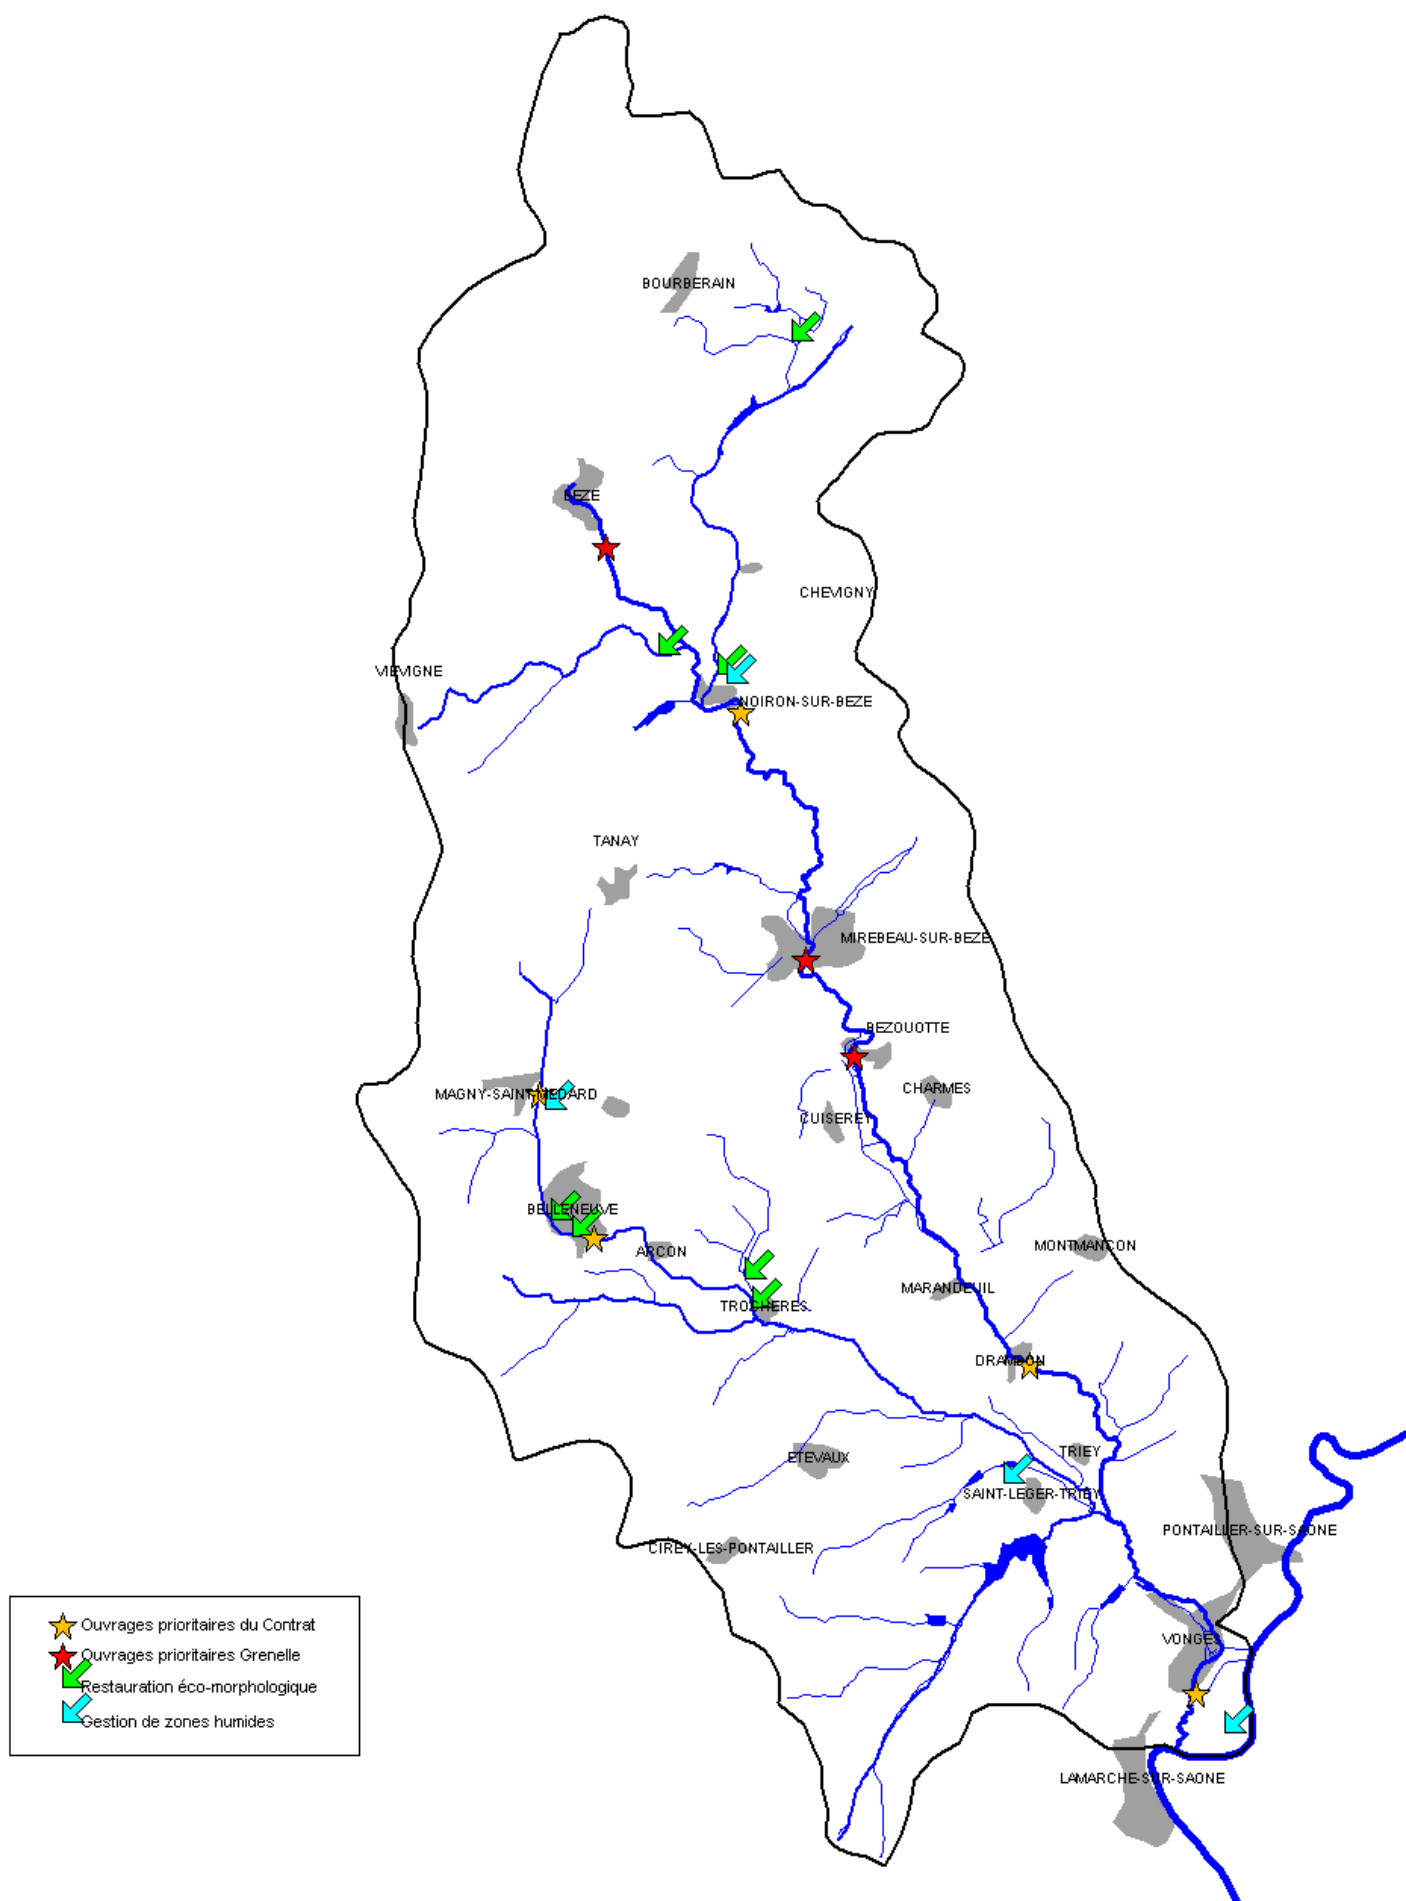 BOURBERAIN
BEZE
CHEVIGNY
VIEVIGNE
NOIRON-SUR-BEZE
TANAY
MIREBEAU-SUR-BEZE
BEZOUOTTE
CHARMES
MAGNY-SAINT-MEDARD
CUISEREY
BELLENEUVE
ARCON
MONTMANCON
MARANDEUIL
TROCHERES
DRAMBON
TRIEY
ETEVAUX
SAINT-LEGER-TRIEY
PONTAILLER-SUR-SAONE
CIREY-LES-PONTAILLER
VONGES
LAMARCHE-SUR-SAONE
Ouvrages prioritaires du Contrat
Ouvrages prioritaires Grenelle
Restauration éco-morphologique
Gestion de zones humides